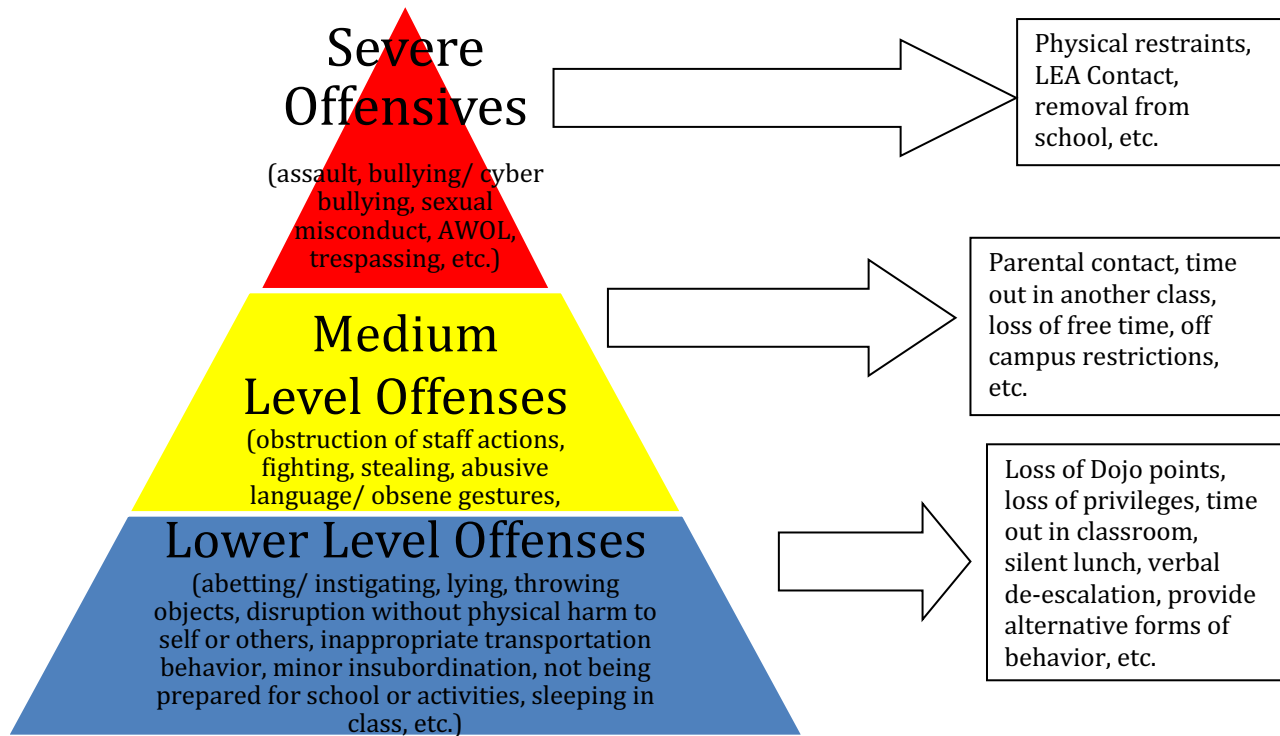 Severe
Offensives
(assault, bullying/ cyber
bullying, sexual
misconduct, AWOL,
trespassing, etc.)
Physical restraints,
LEA Contact,
removal from
school, etc.
Medium
Level Offenses
(obstruction of staff actions,
fighting, stealing, abusive
language/ obsene gestures,
Parental contact, time
out in another class,
loss of free time, off
campus restrictions,
etc.
Lower Level Offenses
(abetting/ instigating, lying, throwing
objects, disruption without physical harm to
self or others, inappropriate transportation
behavior, minor insubordination, not being
prepared for school or activities, sleeping in
class, etc.)
Loss of Dojo points,
loss of privileges, time
out in classroom,
silent lunch, verbal
de-escalation, provide
alternative forms of
behavior, etc.